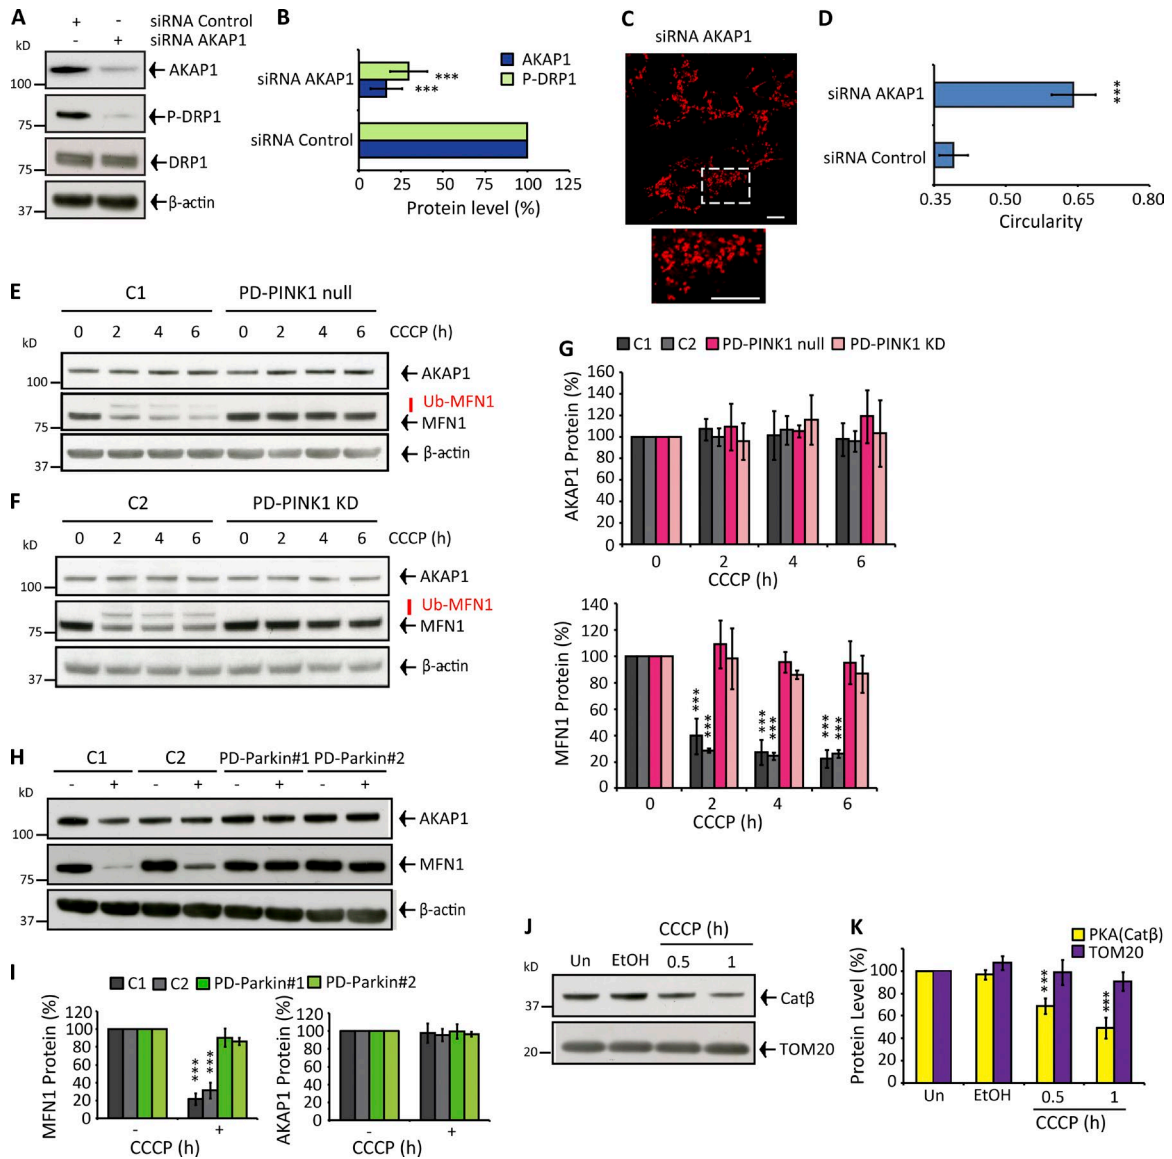 A
+ - siRNA Control
- + siRNA AKAP1
kD
100
AKAP1
75
P-DRP1
75
DRP1
37
β-actin
B
AKAP1
P-DRP1
siRNA AKAP1
***
***
siRNA Control
0 25 50 75 100 125
Protein level (%)
C
siRNA AKAP1
D
siRNA AKAP1
***
siRNA Control
0.35 0.50 0.65 0.80
Circularity
E
C1 PD-PINK1 null
0 2 4 6 0 2 4 6 CCCP (h)
kD
100
AKAP1
Ub-MFN1
75
MFN1
37
β-actin
F
C2 PD-PINK1 KD
0 2 4 6 0 2 4 6 CCCP (h)
kD
100
AKAP1
Ub-MFN1
75
MFN1
37
β-actin
G
C1 C2 PD-PINK1 null PD-PINK1 KD
AKAP1 Protein (%)
160
140
120
100
80
60
40
20
0
0 2 4 6
CCCP (h)
MFN1 Protein (%)
140
120
100
80
60
40
20
0
*** *** *** *** *** ***
0 2 4 6
CCCP (h)
H
C1 C2 PD-Parkin#1 PD-Parkin#2
- + - + - + - +
kD
100
AKAP1
75
MFN1
37
β-actin
I
C1 C2 PD-Parkin#1 PD-Parkin#2
MFN1 Protein (%)
120
100
80
60
40
20
0
*** ***
- +
CCCP (h)
AKAP1 Protein (%)
120
100
80
60
40
20
0
- +
CCCP (h)
J
CCCP (h)
Un EtOH 0.5 1
kD
37
Catβ
20
TOM20
K
PKA(Catβ)
TOM20
Protein Level (%)
120
100
80
60
40
20
0
*** ***
Un EtOH 0.5 1
CCCP (h)